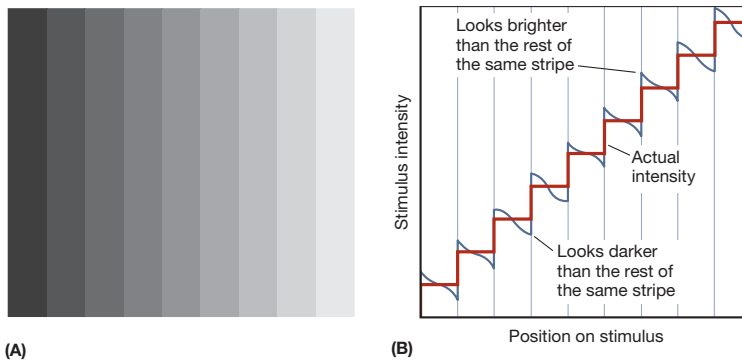 Looks brighter
than the rest of
the same stripe
Stimulus intensity
Actual
intensity
Looks darker
than the rest of
the same stripe
Position on stimulus
(A)
(B)